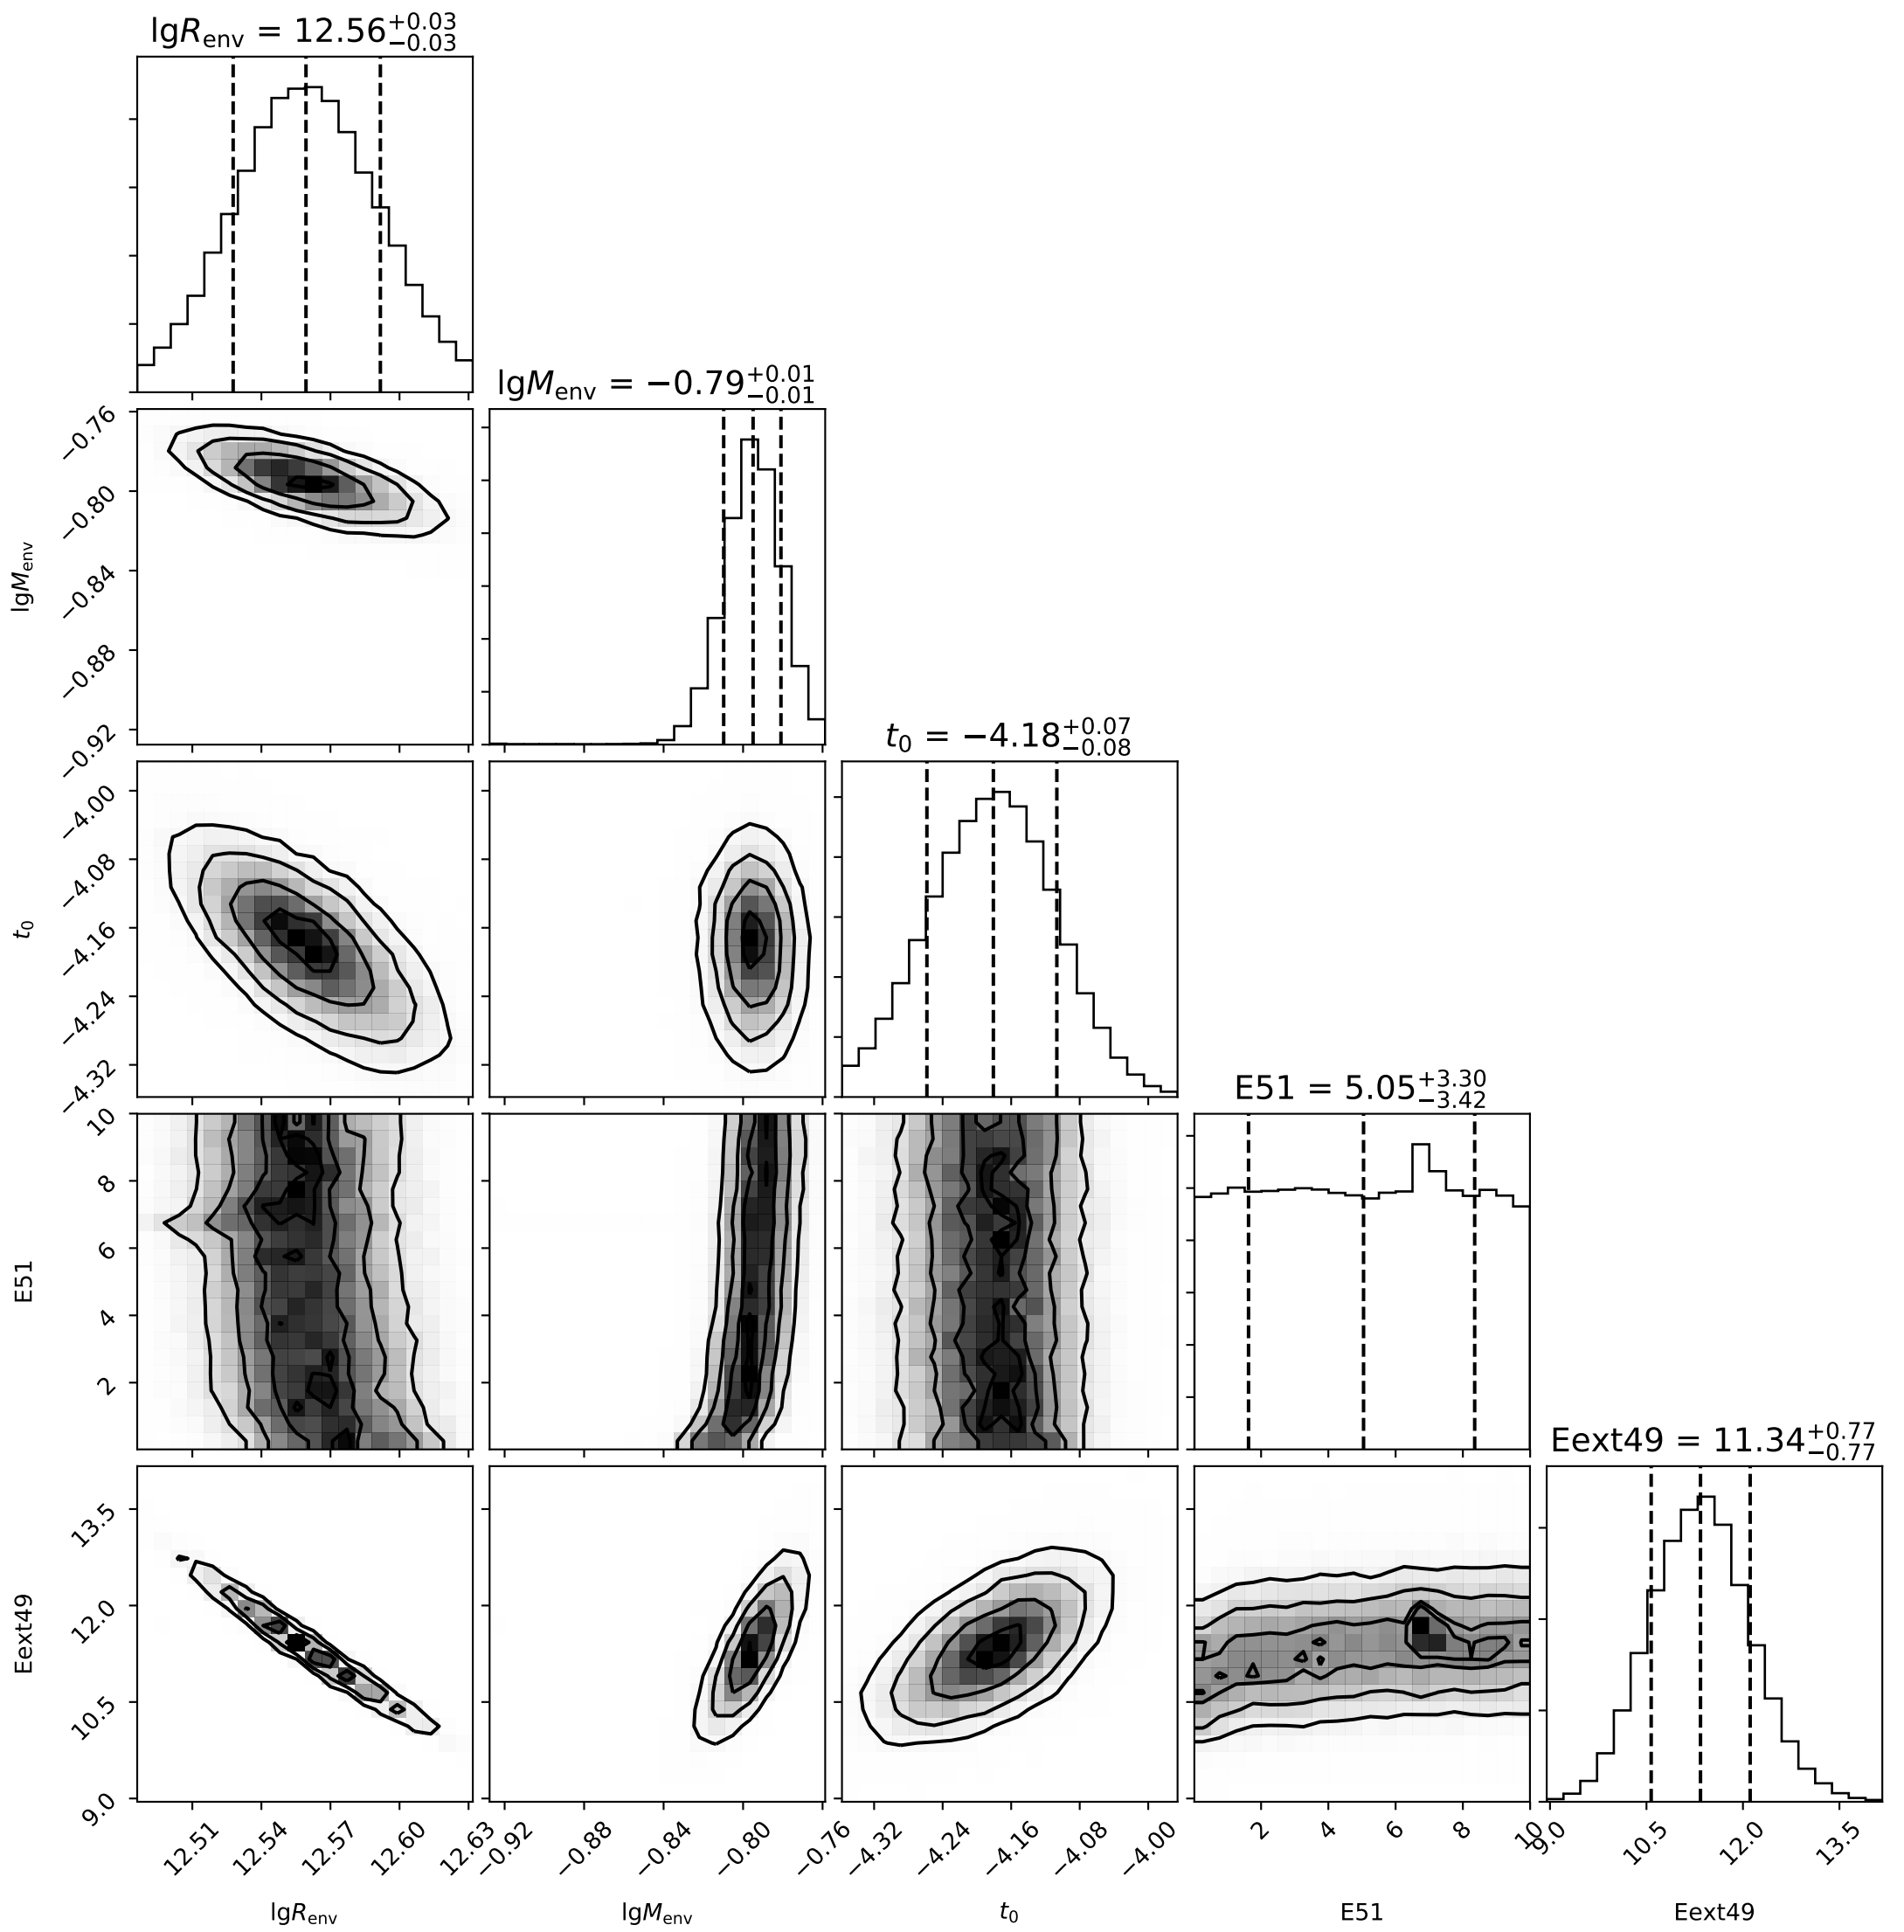 lgR_env = 12.56 +0.03 −0.03
lgM_env = −0.79 +0.01 −0.01
−0.76
−0.80
−0.84
−0.88
−0.92
lgM_env
t_0 = −4.18 +0.07 −0.08
−4.00
−4.08
−4.16
−4.24
−4.32
t_0
E51 = 5.05 +3.30 −3.42
10
8
6
4
2
E51
Eext49 = 11.34 +0.77 −0.77
13.5
12.0
10.5
9.0
Eext49
12.51 12.54 12.57 12.60 12.63 −0.92 −0.88 −0.84 −0.80 −0.76 −4.32 −4.24 −4.16 −4.08 −4.00 2 4 6 8 10 9.0 10.5 12.0 13.5
lgR_env lgM_env t_0 E51 Eext49